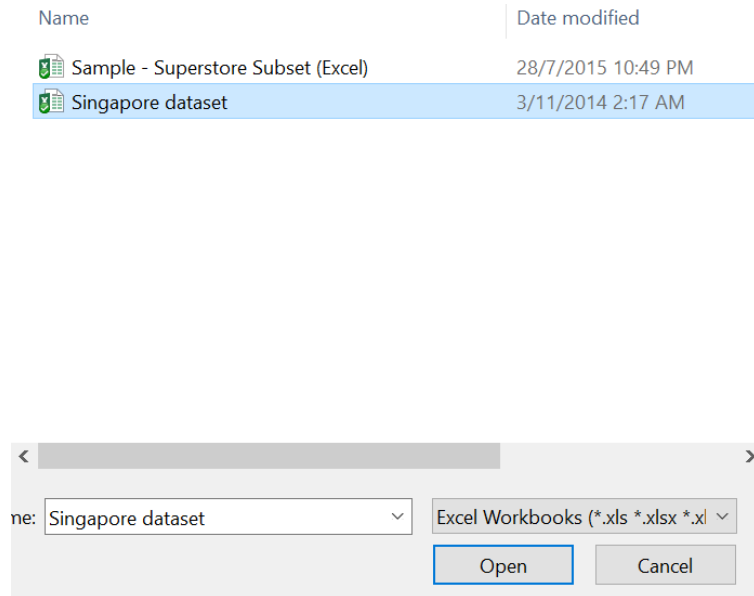 Name Date modified
Sample - Superstore Subset (Excel) 28/7/2015 10:49 PM
Singapore dataset 3/11/2014 2:17 AM
me: Singapore dataset Excel Workbooks (*.xls *.xlsx *.xl
Open Cancel